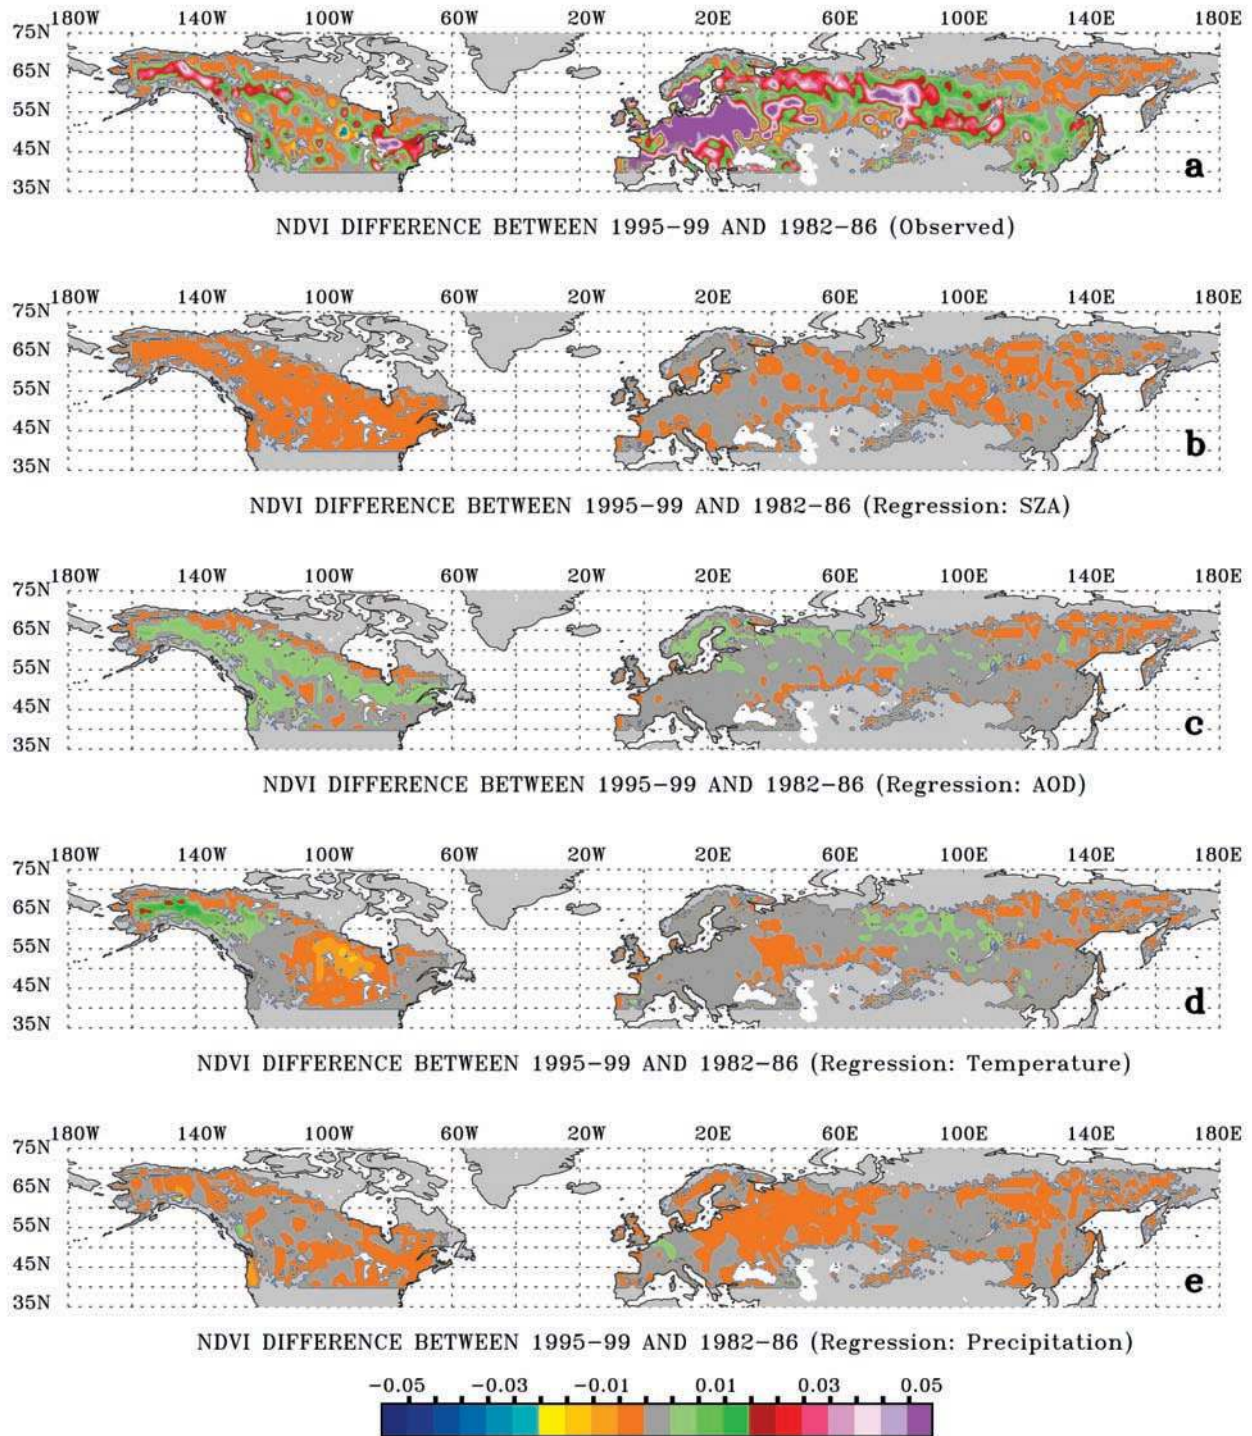 180W 140W 100W 60W 20W 20E 60E 100E 140E 180E
75N
65N
55N
45N
35N
a
NDVI DIFFERENCE BETWEEN 1995-99 AND 1982-86 (Observed)
180W 140W 100W 60W 20W 20E 60E 100E 140E 180E
75N
65N
55N
45N
35N
b
NDVI DIFFERENCE BETWEEN 1995-99 AND 1982-86 (Regression: SZA)
180W 140W 100W 60W 20W 20E 60E 100E 140E 180E
75N
65N
55N
45N
35N
c
NDVI DIFFERENCE BETWEEN 1995-99 AND 1982-86 (Regression: AOD)
180W 140W 100W 60W 20W 20E 60E 100E 140E 180E
75N
65N
55N
45N
35N
d
NDVI DIFFERENCE BETWEEN 1995-99 AND 1982-86 (Regression: Temperature)
180W 140W 100W 60W 20W 20E 60E 100E 140E 180E
75N
65N
55N
45N
35N
e
NDVI DIFFERENCE BETWEEN 1995-99 AND 1982-86 (Regression: Precipitation)
-0.05 -0.03 -0.01 0.01 0.03 0.05